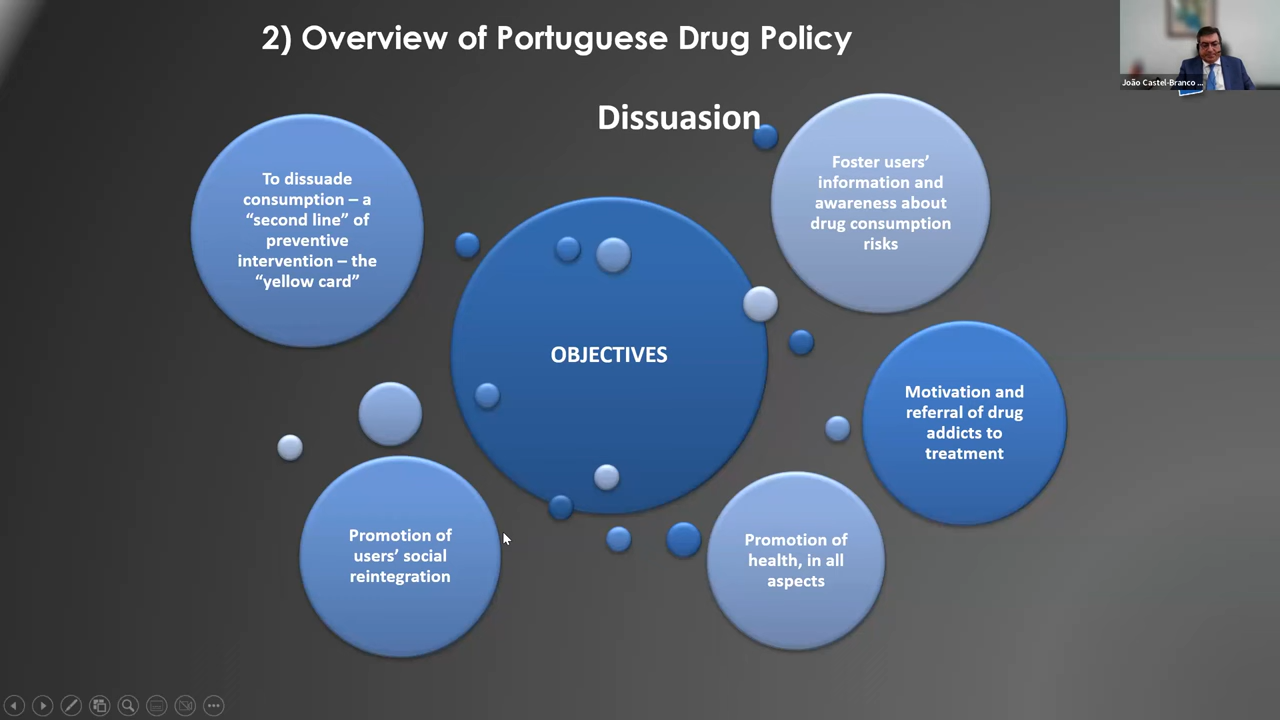 2) Overview of Portuguese Drug Policy
João Castel-Branco ...
Dissuasion
To dissuade
consumption – a
“second line” of
preventive
intervention – the
“yellow card”
Foster users’
information and
awareness about
drug consumption
risks
OBJECTIVES
Motivation and
referral of drug
addicts to
treatment
Promotion of
users’ social
reintegration
Promotion of
health, in all
aspects